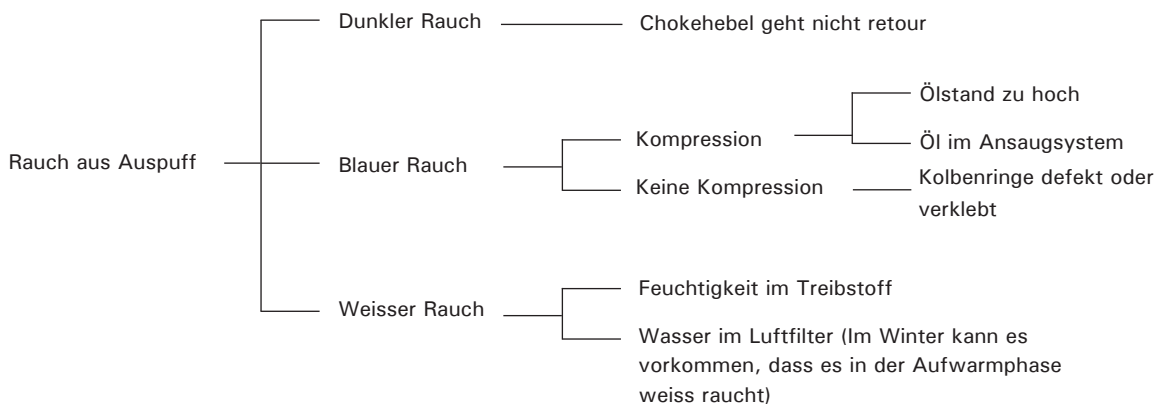 Rauch aus Auspuff
Dunkler Rauch
Chokehebel geht nicht retour
Blauer Rauch
Kompression
Ölstand zu hoch
Öl im Ansaugsystem
Keine Kompression
Kolbenringe defekt oder
verklebt
Weisser Rauch
Feuchtigkeit im Treibstoff
Wasser im Luftfilter (Im Winter kann es
vorkommen, dass es in der Aufwarmphase
weiss raucht)